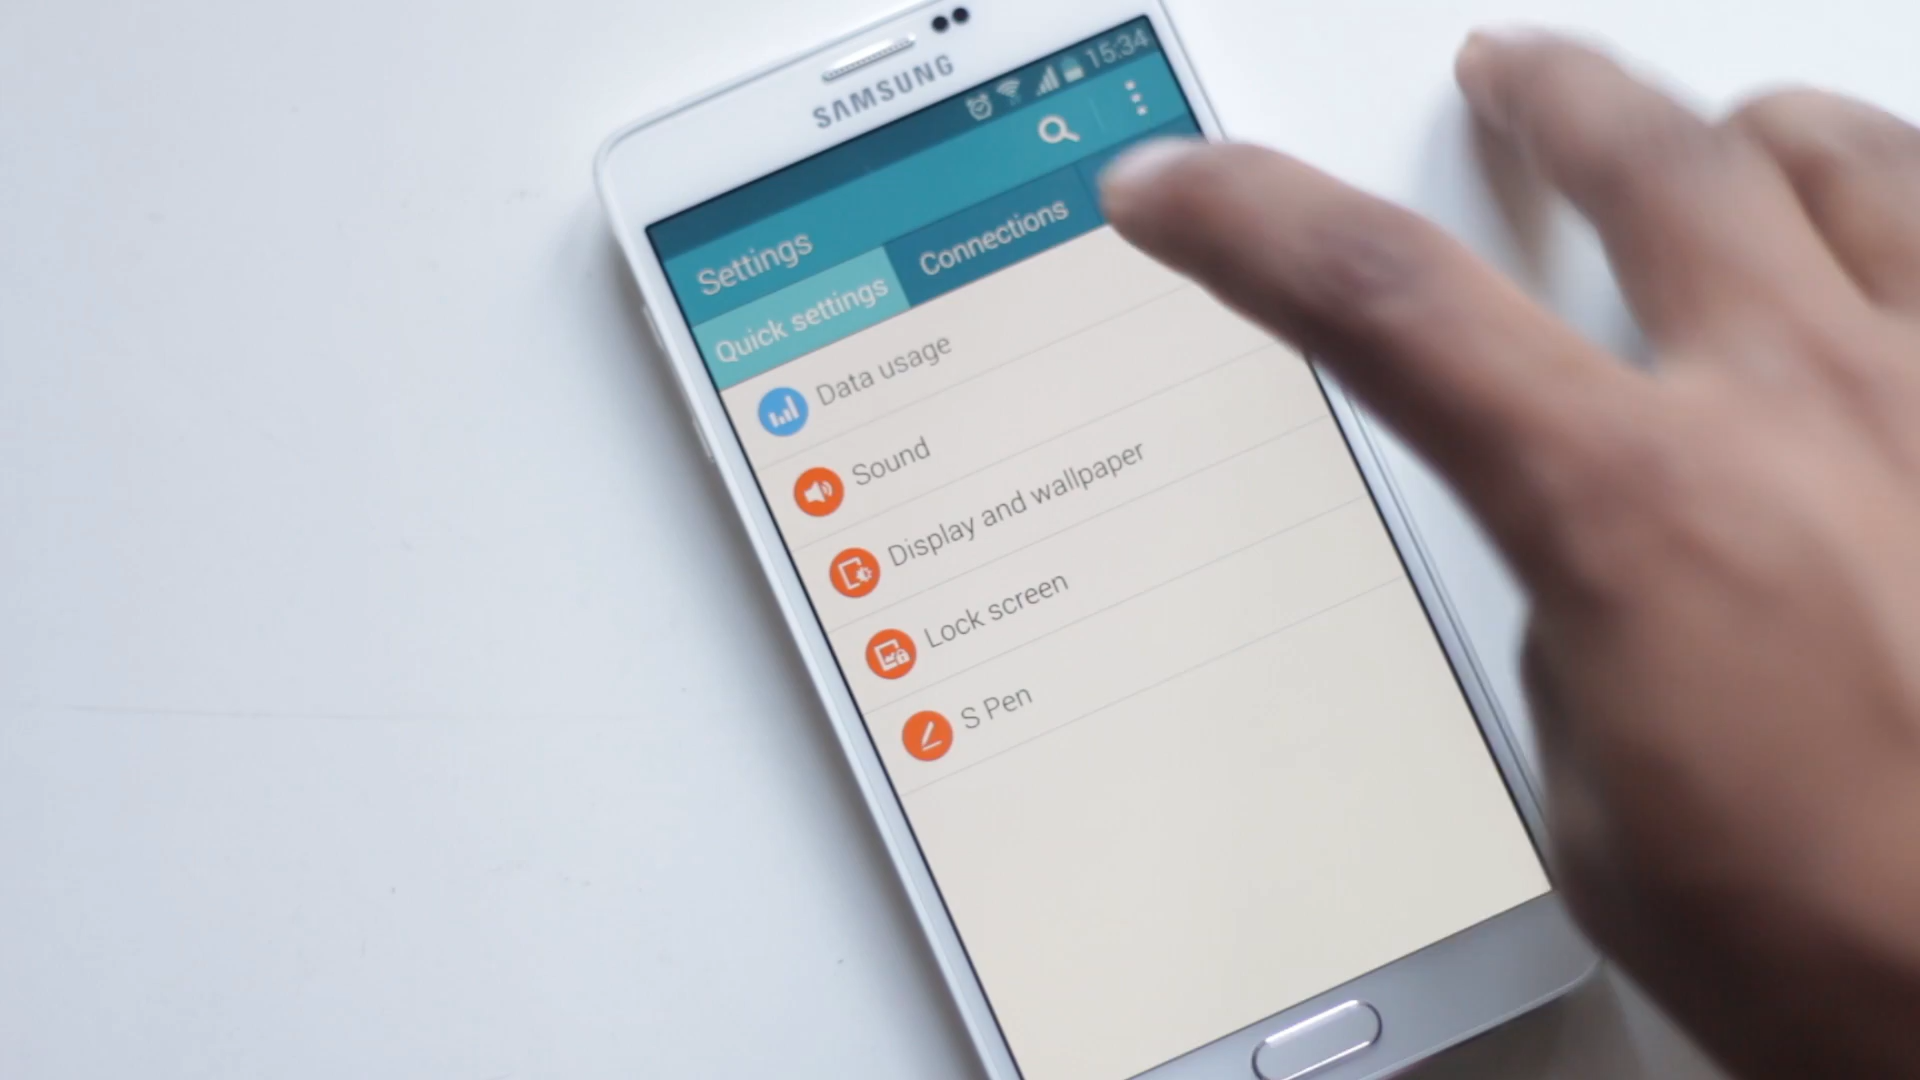 SAMSUNG
15:34
Settings
Quick settings
Connections
Data usage
Sound
Display and wallpaper
Lock screen
S Pen